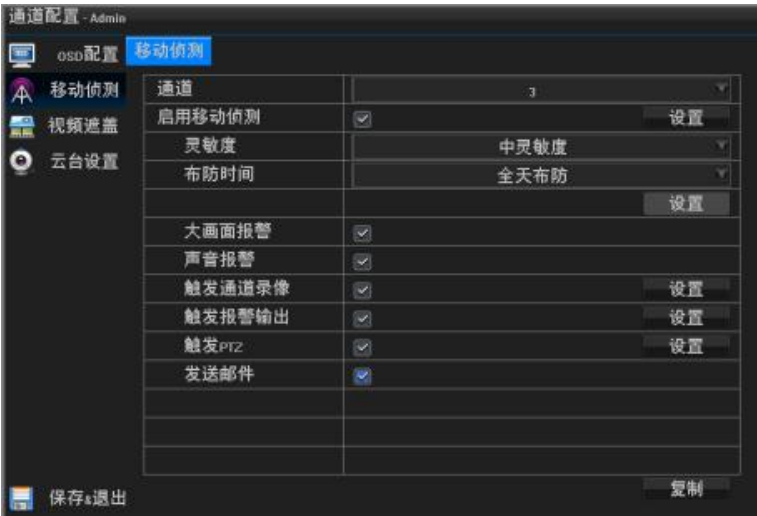 通道配置 - Admin
OSD配置 移动侦测
移动侦测 通道 3
启用移动侦测 设置
视频遮盖
灵敏度 中灵敏度
云台设置
布防时间 全天布防
设置
大画面报警
声音报警
触发通道录像 设置
触发报警输出 设置
触发PTZ 设置
发送邮件
复制
保存&退出